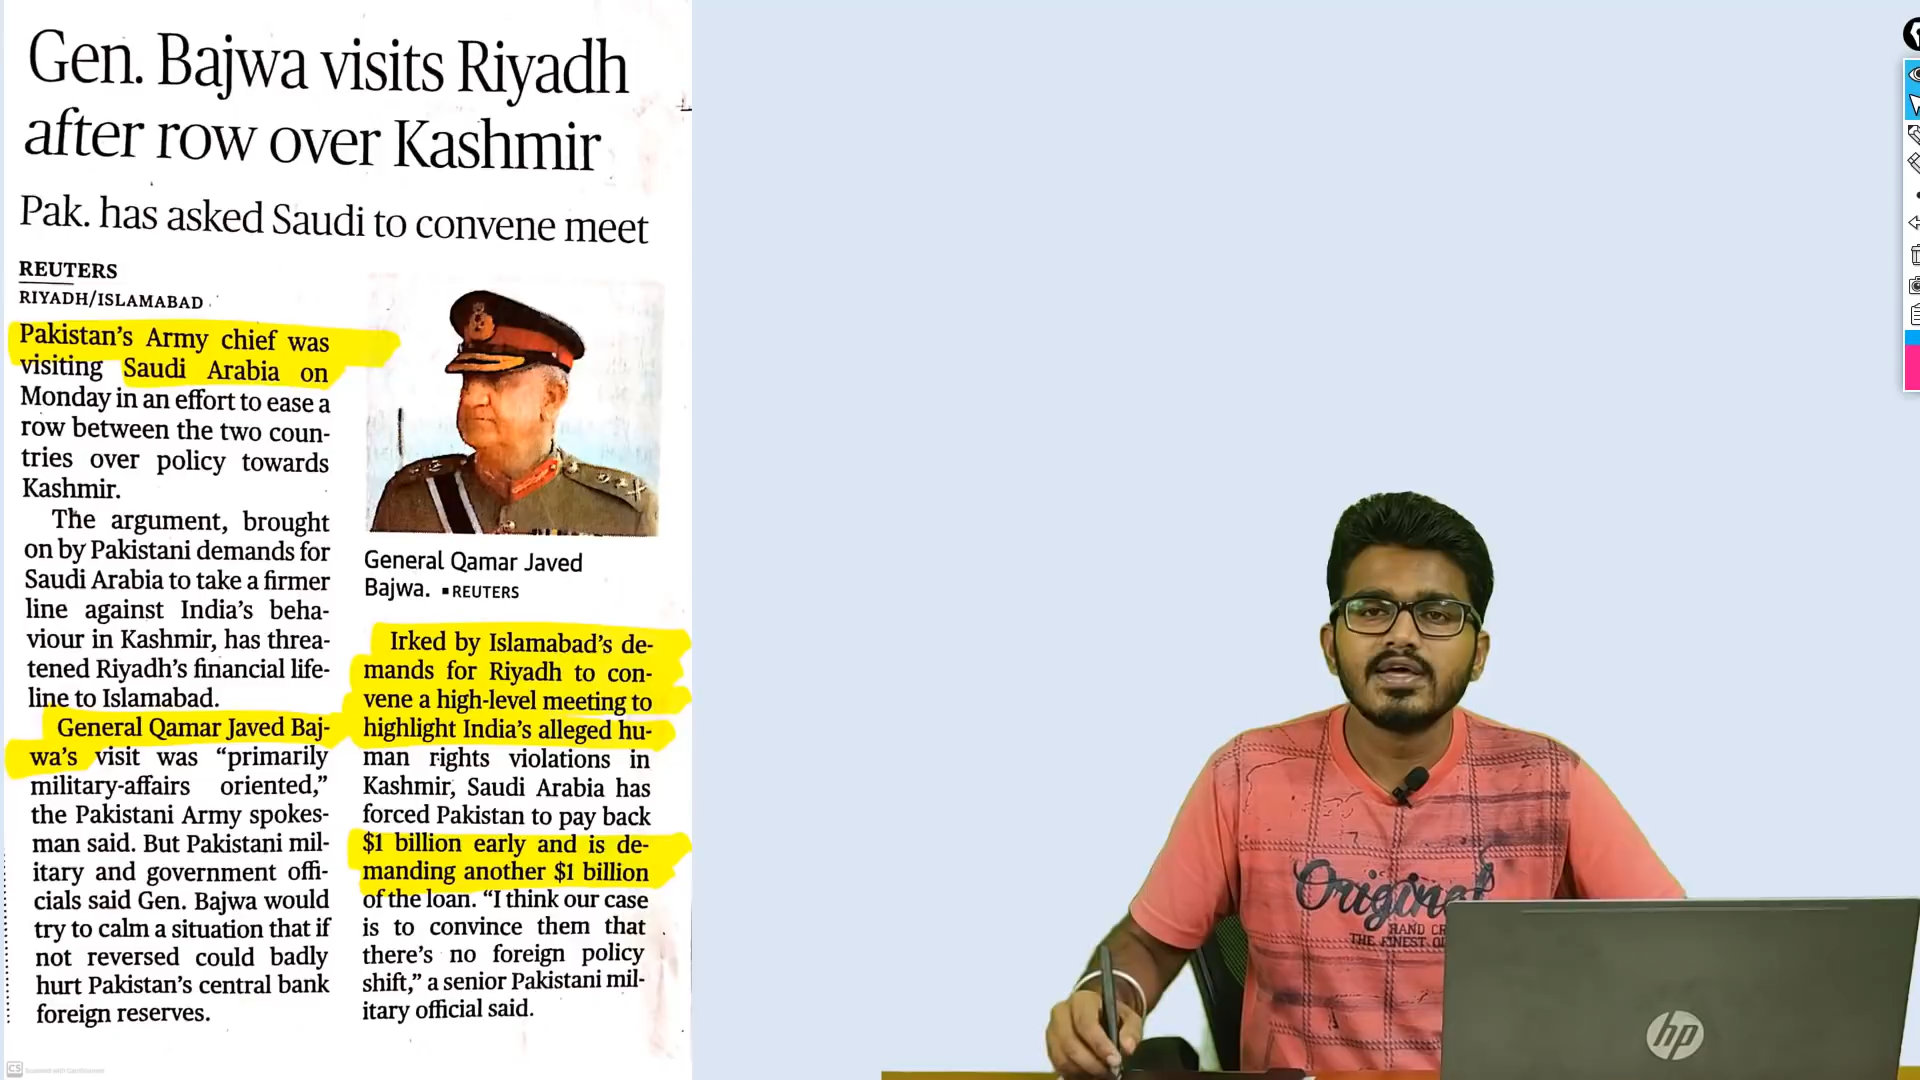 Gen. Bajwa visits Riyadh
after row over Kashmir
Pak. has asked Saudi to convene meet
REUTERS
RIYADH/ISLAMABAD
Pakistan's Army chief was
visiting Saudi Arabia on
Monday in an effort to ease a
row between the two coun-
tries over policy towards
Kashmir.
The argument, brought
on by Pakistani demands for
Saudi Arabia to take a firmer
line against India's beha-
viour in Kashmir, has threa-
tened Riyadh's financial life-
line to Islamabad.
General Qamar Javed Baj-
wa's visit was “primarily
military-affairs oriented,”
the Pakistani Army spokes-
man said. But Pakistani mil-
itary and government offi-
cials said Gen. Bajwa would
try to calm a situation that if
not reversed could badly
hurt Pakistan's central bank
foreign reserves.
General Qamar Javed
Bajwa. ▪ REUTERS
Irked by Islamabad's de-
mands for Riyadh to con-
vene a high-level meeting to
highlight India's alleged hu-
man rights violations in
Kashmir, Saudi Arabia has
forced Pakistan to pay back
$1 billion early and is de-
manding another $1 billion
of the loan. “I think our case
is to convince them that
there's no foreign policy
shift,” a senior Pakistani mil-
itary official said.
CS Scanned with CamScanner
Original
HAND CR
THE FINEST
hp